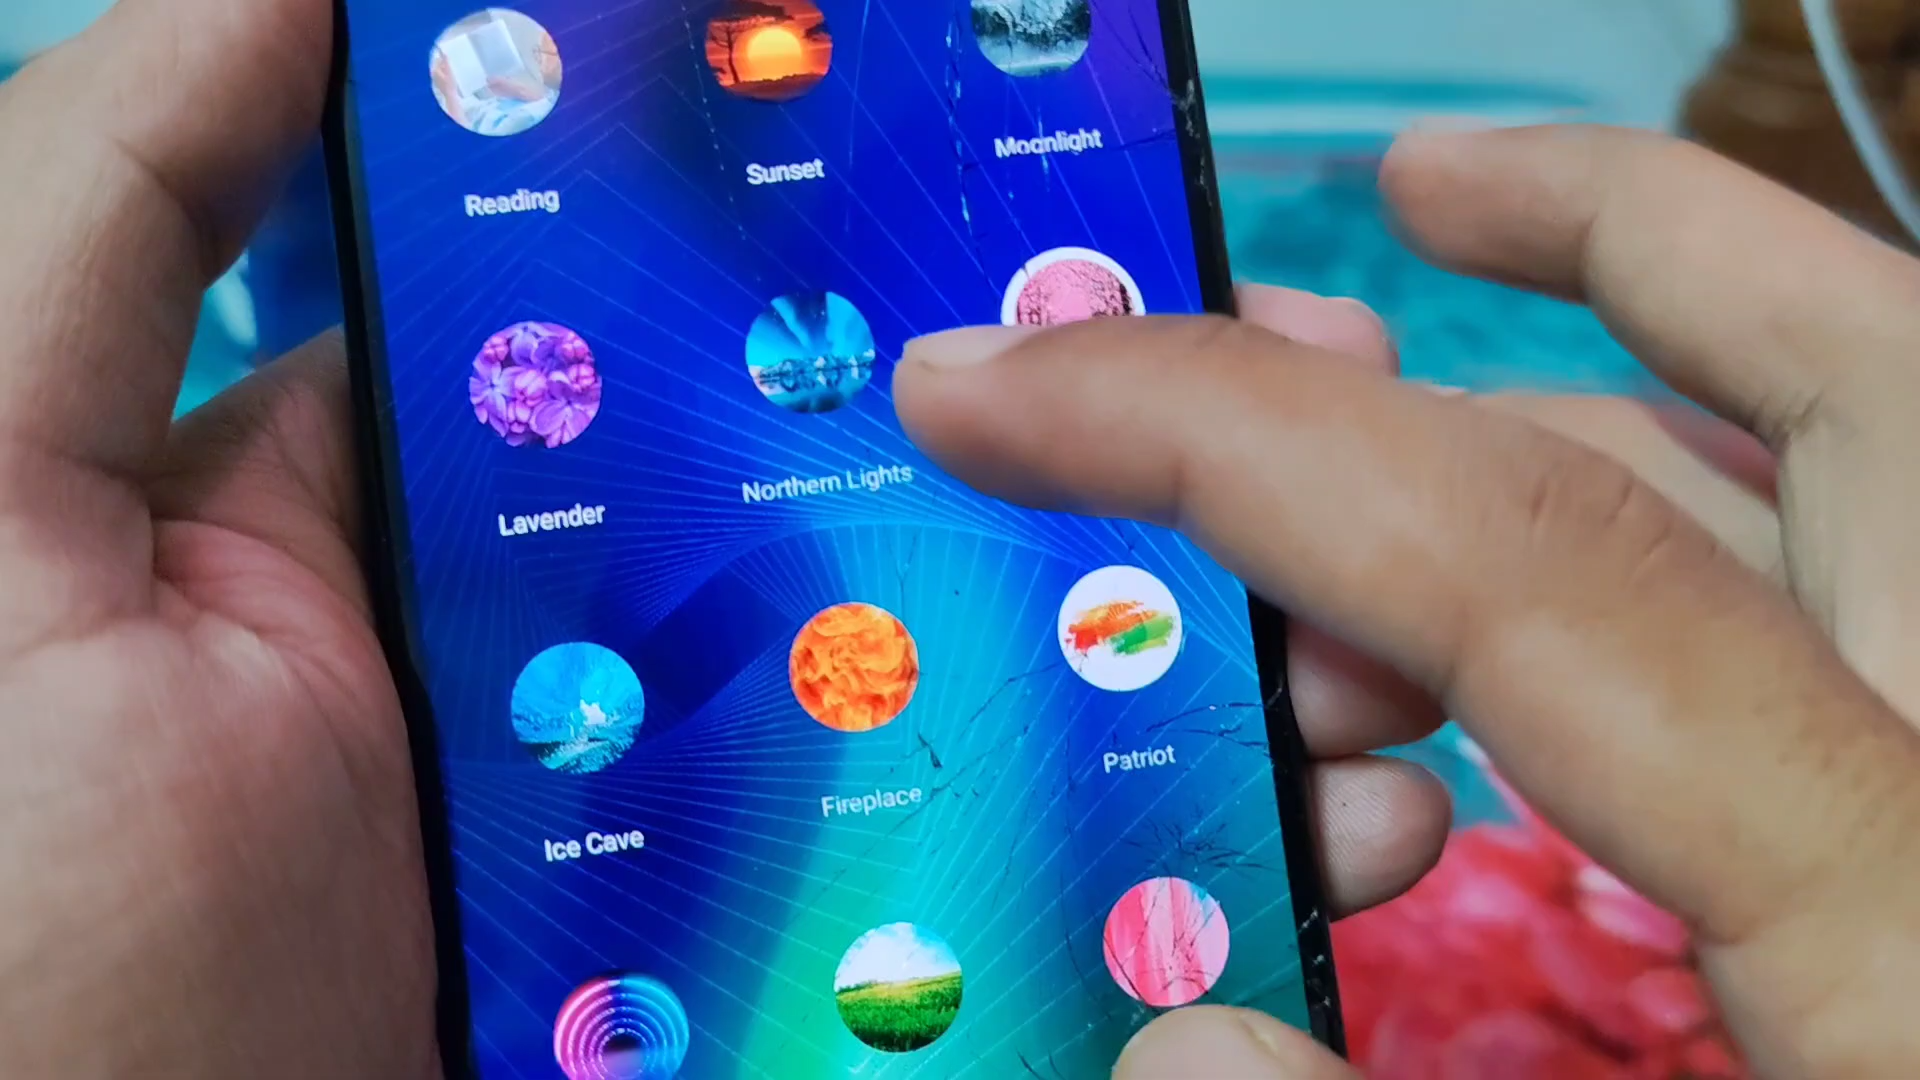 Reading
Sunset
Moonlight
Lavender
Northern Lights
Ice Cave
Fireplace
Patriot